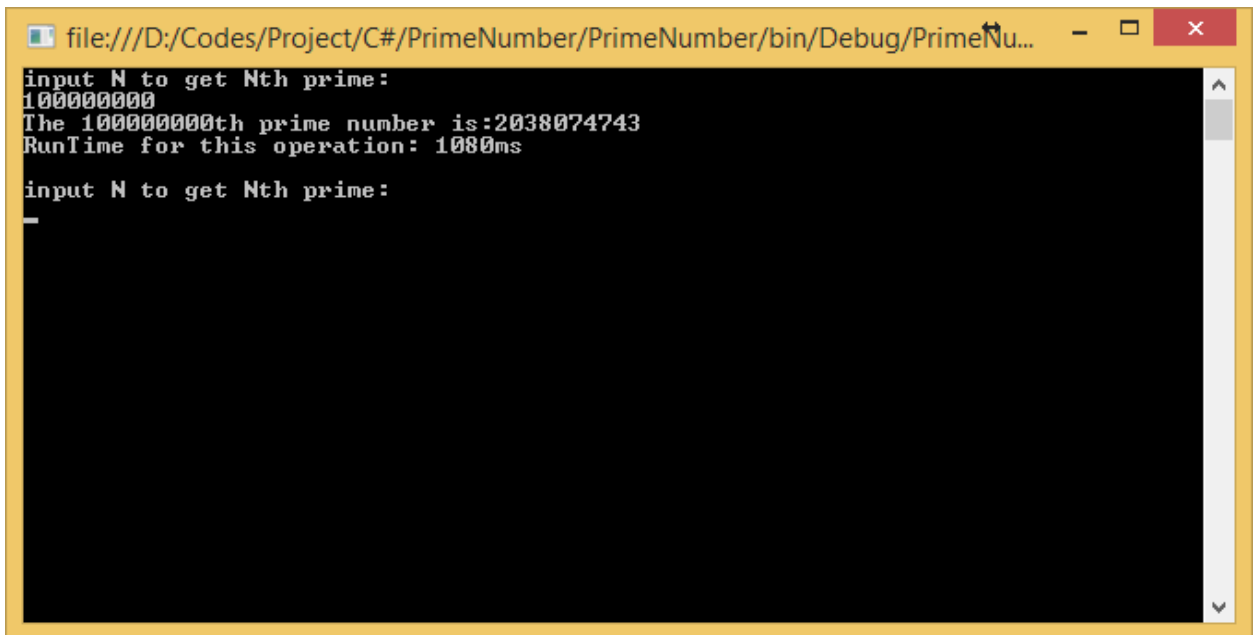 file:///D:/Codes/Project/C#/PrimeNumber/PrimeNumber/bin/Debug/PrimeNu...
input N to get Nth prime:
100000000
The 100000000th prime number is:2038074743
RunTime for this operation: 1080ms
input N to get Nth prime: